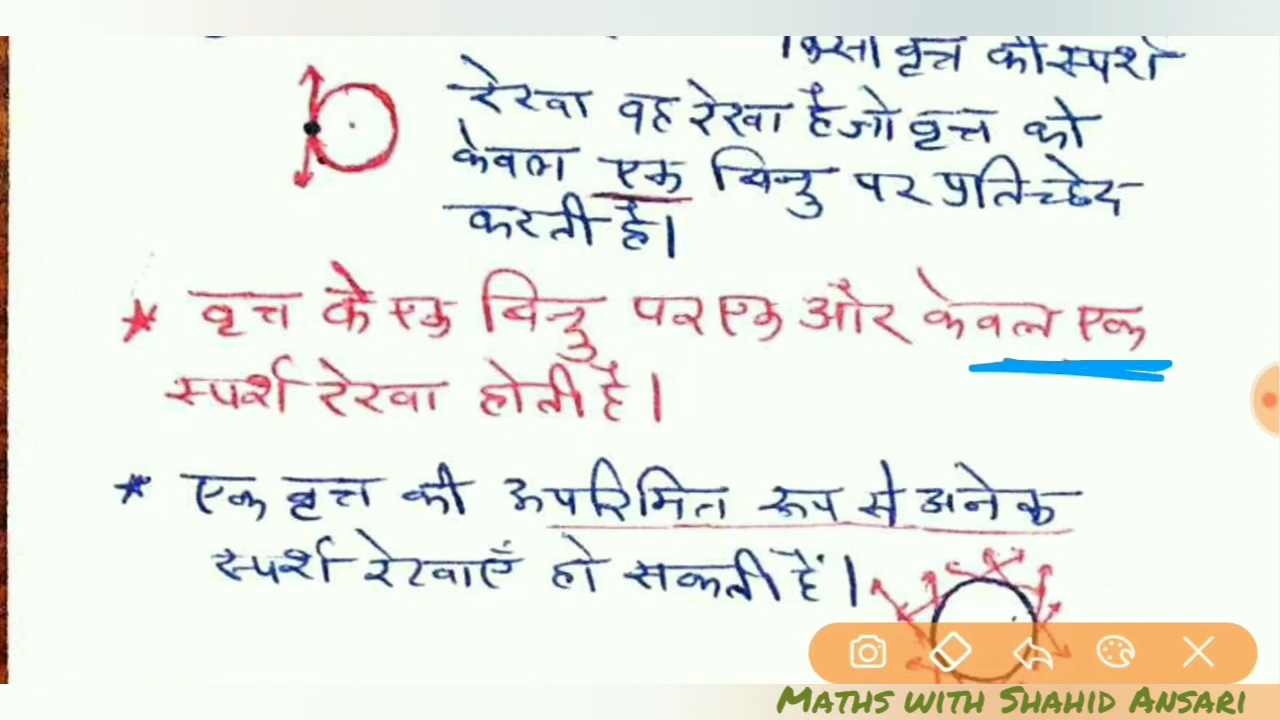 किसी वृत्त की स्पर्श
रेखा वह रेखा है जो वृत्त को
केवल एक बिन्दु पर प्रतिच्छेद
करती है।
★ वृत्त के एक बिन्दु पर एक और केवल एक
स्पर्श रेखा होती है।
★ एक वृत्त की अपरिमित रूप से अनेक
स्पर्श रेखाएँ हो सकती हैं।
MATHS WITH SHAHID ANSARI